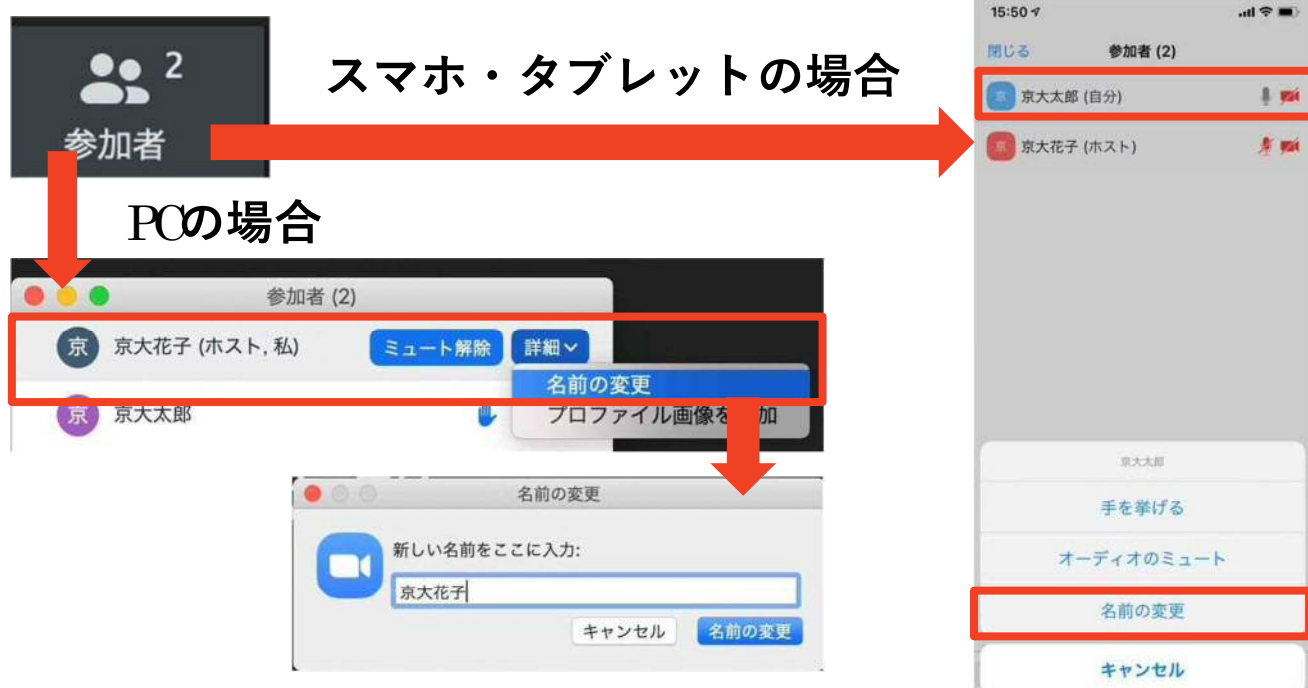 2
参加者
スマホ・タブレットの場合
PCの場合
参加者 (2)
京 京大花子 (ホスト, 私) ミュート解除 詳細
名前の変更
京 京大太郎
プロファイル画像を 加
名前の変更
新しい名前をここに入力:
京大花子
キャンセル 名前の変更
15:50
閉じる 参加者 (2)
京 京大太郎 (自分)
京 京大花子 (ホスト)
京大太郎
手を挙げる
オーディオのミュート
名前の変更
キャンセル